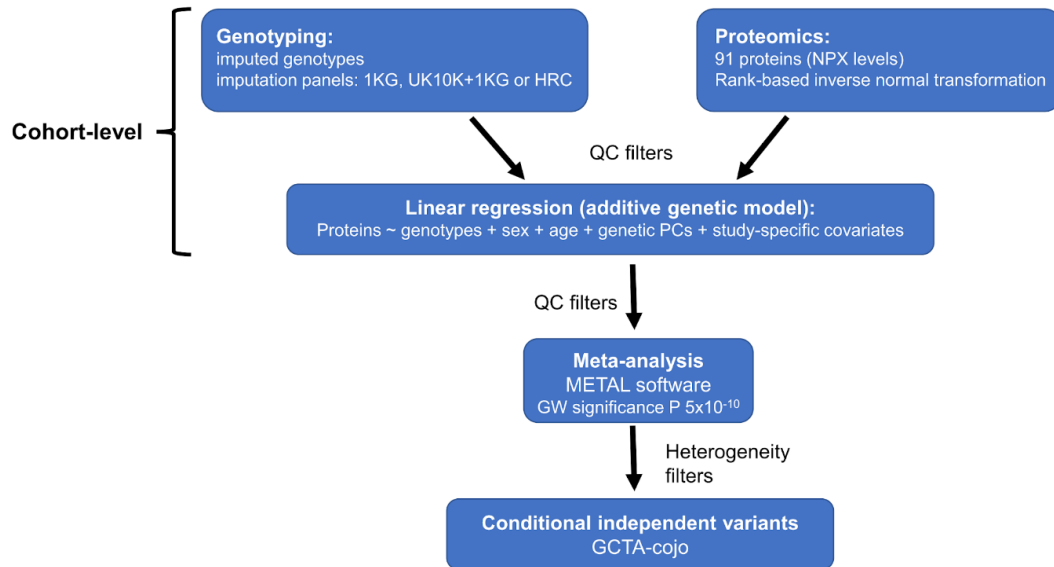 Genotyping:
imputed genotypes
imputation panels: 1KG, UK10K+1KG or HRC
Proteomics:
91 proteins (NPX levels)
Rank-based inverse normal transformation
Cohort-level
QC filters
Linear regression (additive genetic model):
Proteins ~ genotypes + sex + age + genetic PCs + study-specific covariates
QC filters
Meta-analysis
METAL software
GW significance P 5x10⁻¹⁰
Heterogeneity
filters
Conditional independent variants
GCTA-cojo